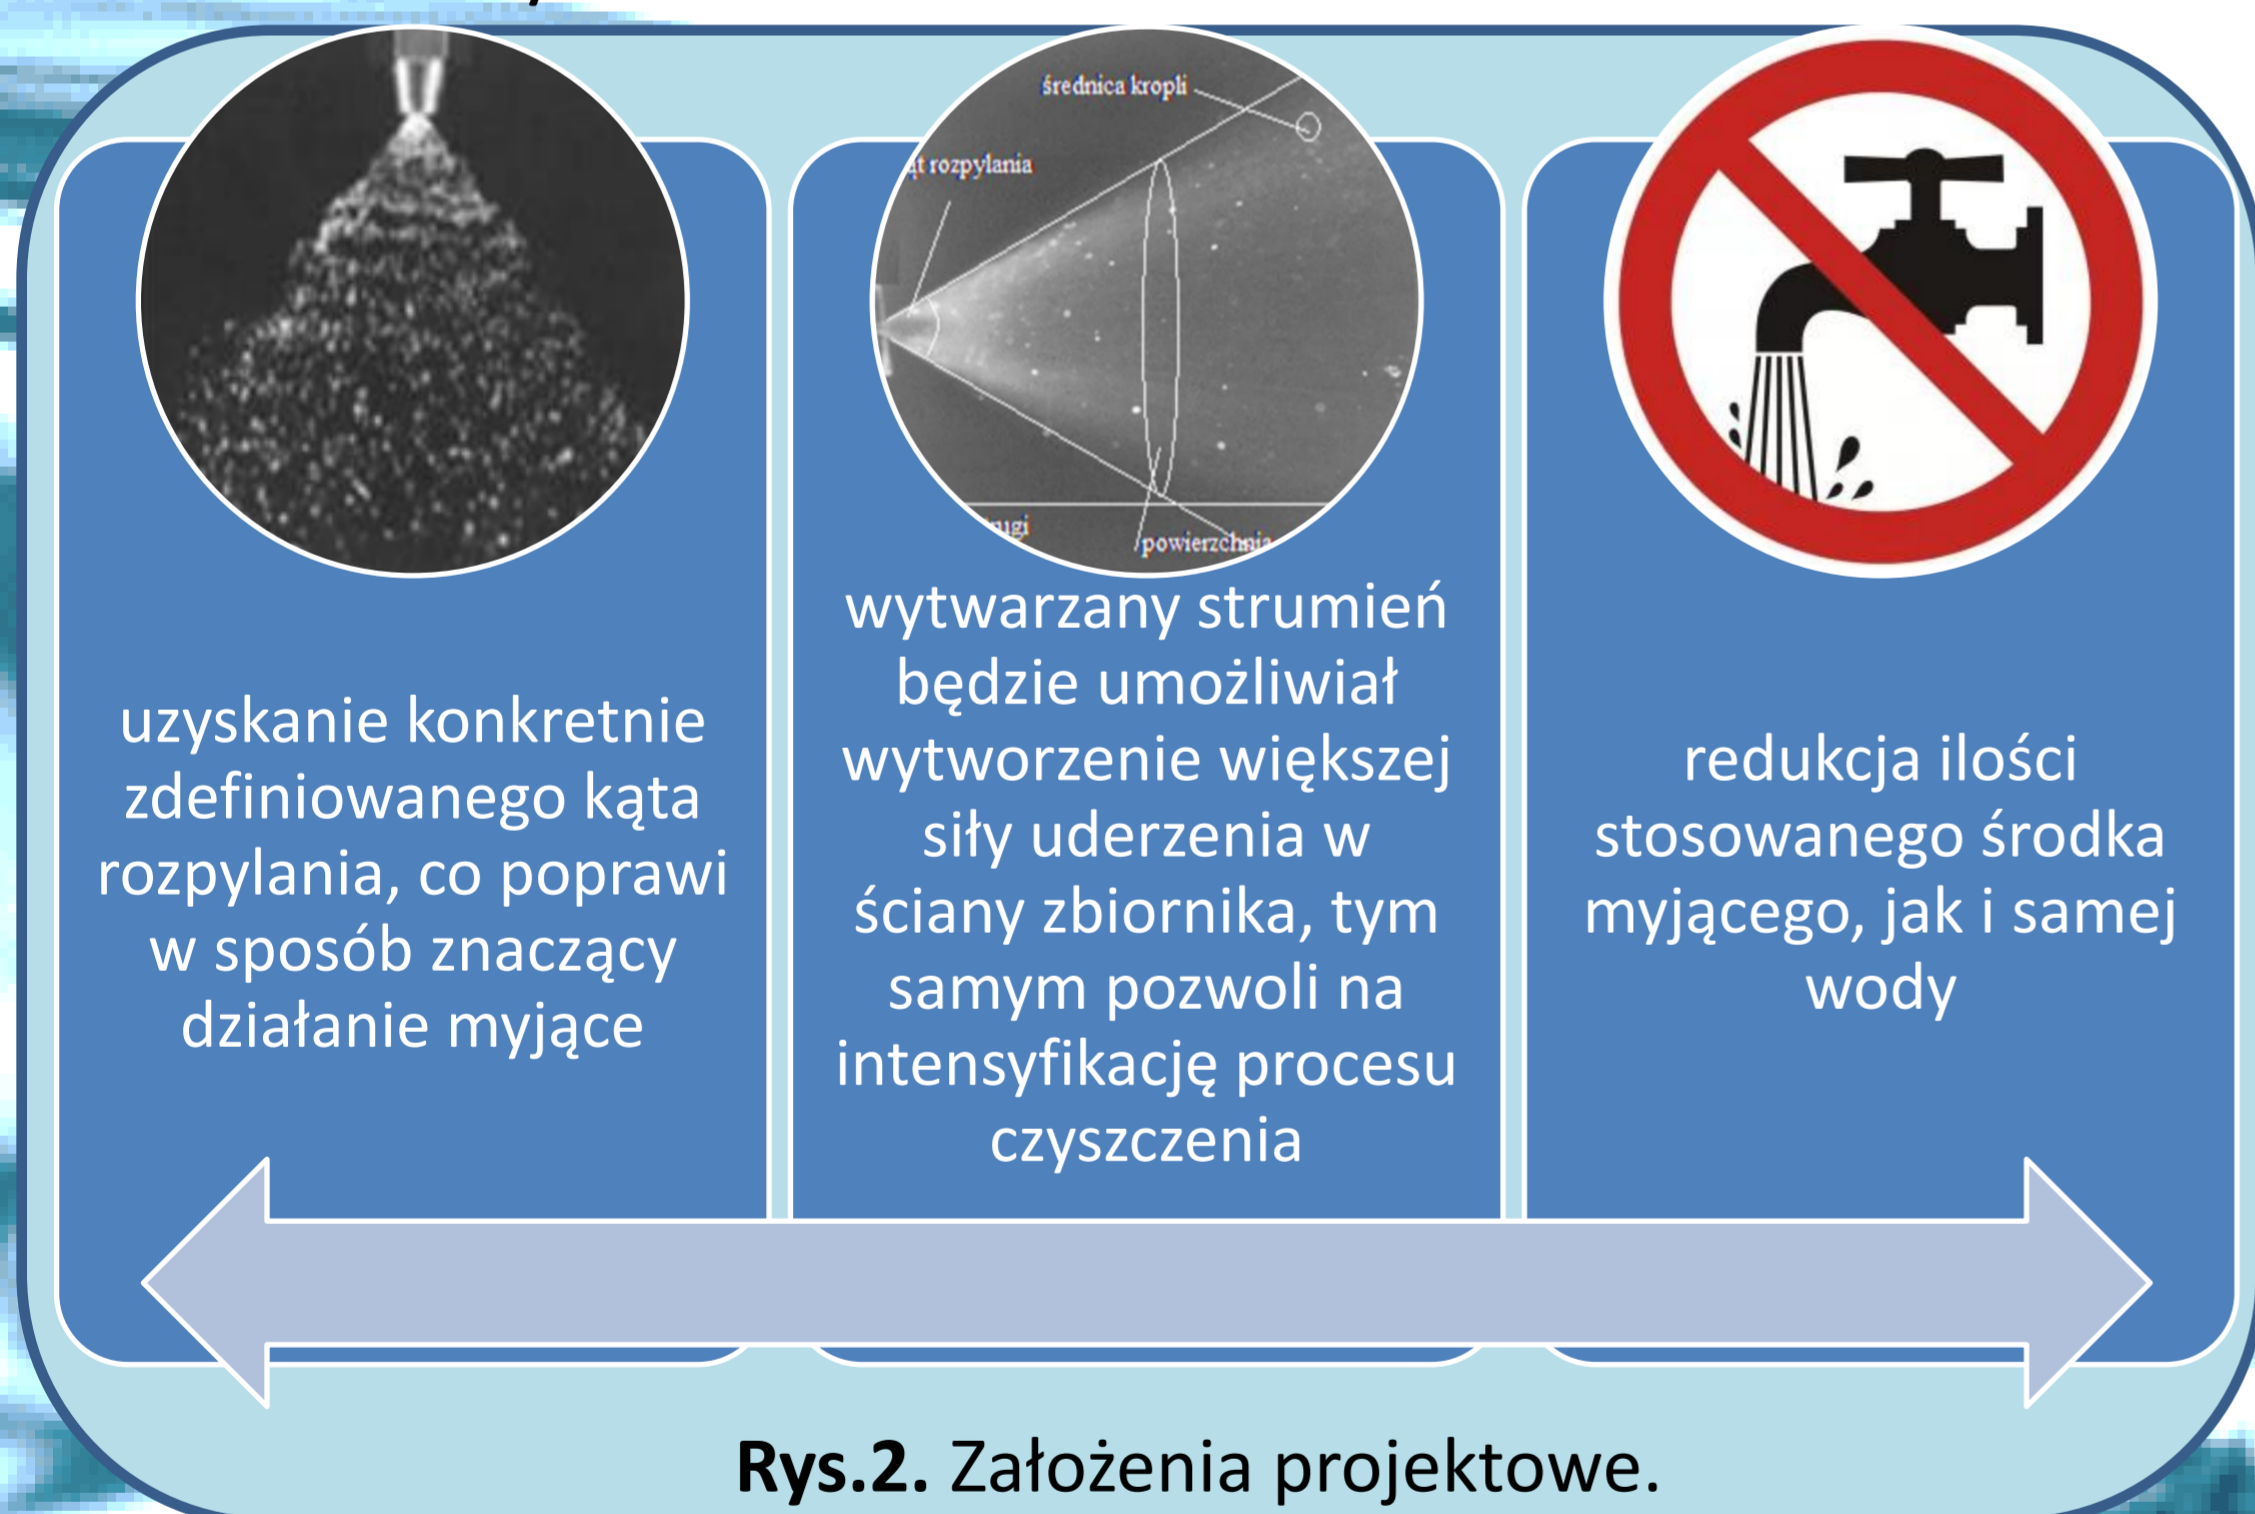 średnica kropli
rozpylania
powierzchnia
uzyskanie konkretnie
zdefiniowanego kąta
rozpylania, co poprawi
w sposób znaczący
działanie myjące
wytwarzany strumień
będzie umożliwiał
wytworzenie większej
siły uderzenia w
ściany zbiornika, tym
samym pozwoli na
intensyfikację procesu
czyszczenia
redukcja ilości
stosowanego środka
myjącego, jak i samej
wody
Rys.2. Założenia projektowe.